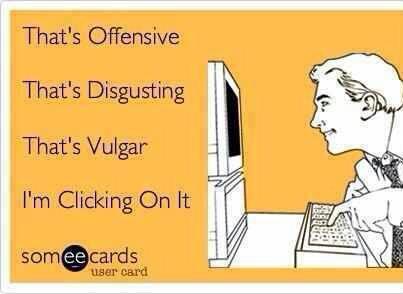 That's Offensive
That's Disgusting
That's Vulgar
I'm Clicking On It
someecards
user card